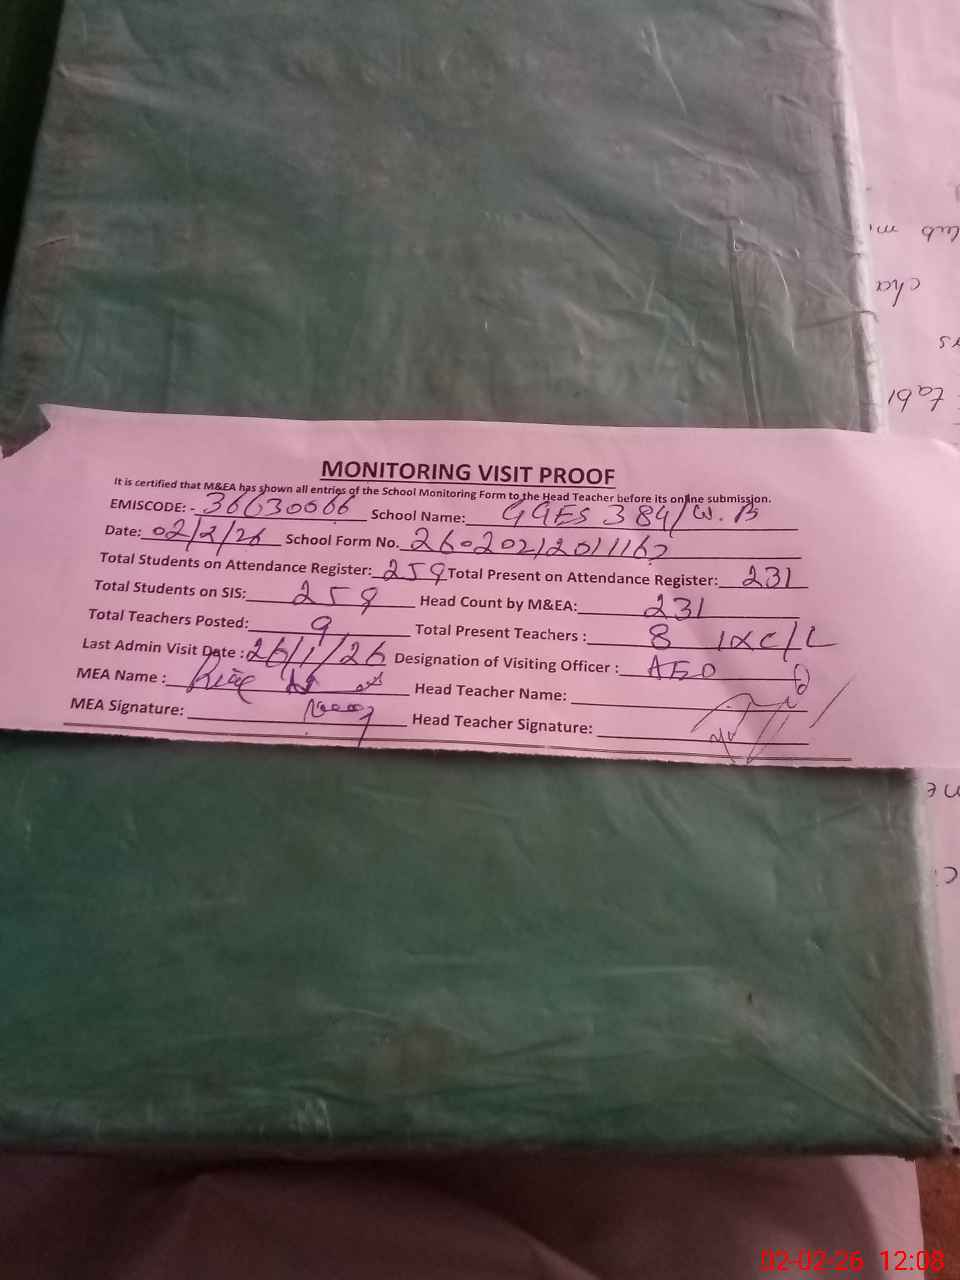 MONITORING VISIT PROOF
It is certified that M&EA has shown all entries of the School Monitoring Form to the Head Teacher before its online submission.
EMISCODE: - 36630066 School Name: GGES 384/W.B
Date: 02/2/26 School Form No. 260202120111
Total Students on Attendance Register: 259 Total Present on Attendance Register: 231
Total Students on SIS: 259 Head Count by M&EA: 231
Total Teachers Posted: 9 Total Present Teachers : 8 1xC/L
Last Admin Visit Date : 26/1/26 Designation of Visiting Officer : AEO
MEA Name : Head Teacher Name:
MEA Signature: Head Teacher Signature:
cha
tabl
02-02-26 12:08